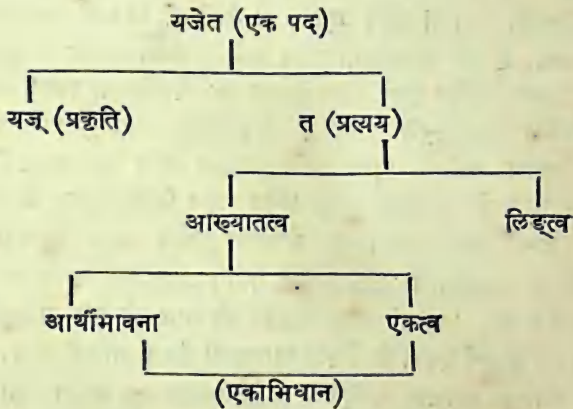 यजेत (एक पद)
यज् (प्रकृति) त (प्रत्यय)
आख्यातत्व लिङ्त्व
आर्थीभावना एकत्व
(एकाभिधान)